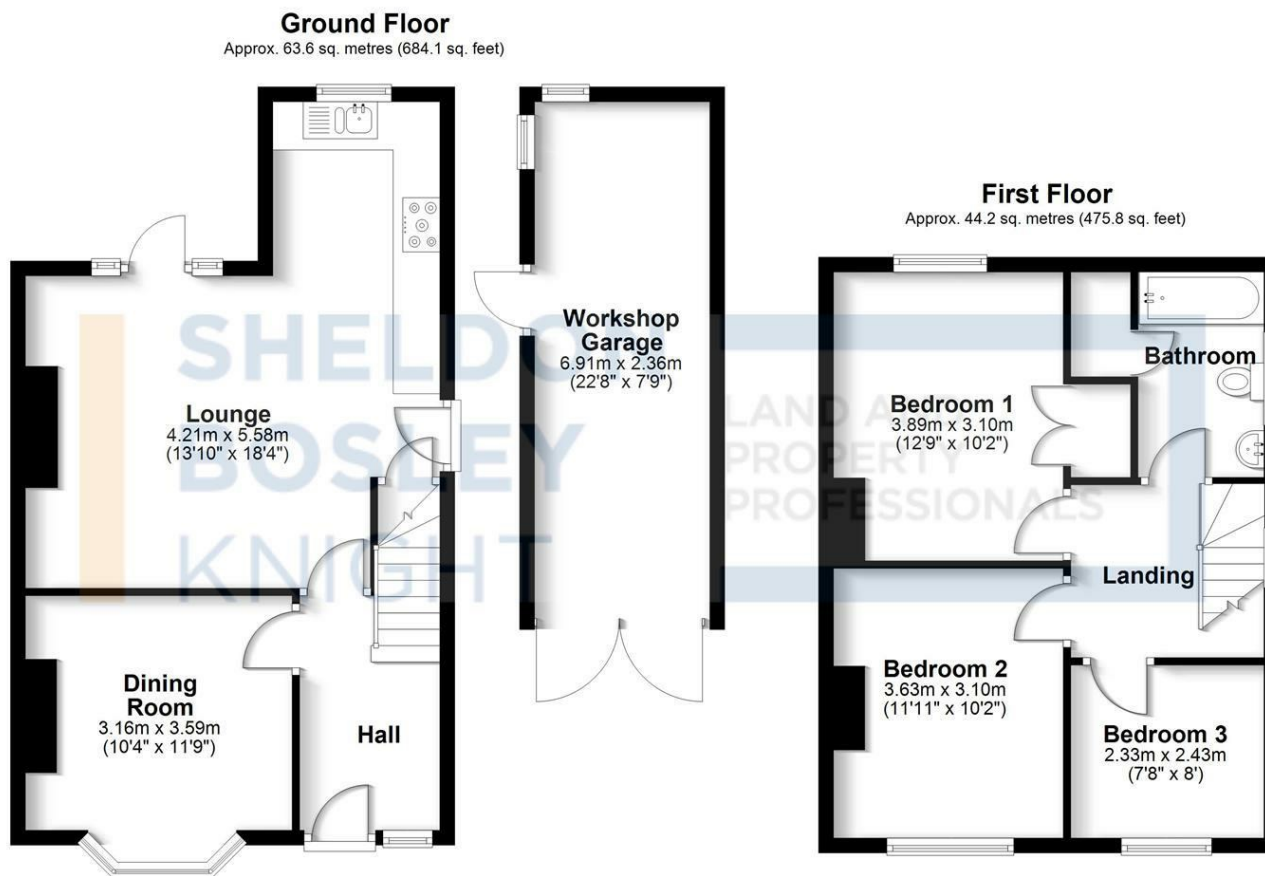 Ground Floor
Approx. 63.6 sq. metres (684.1 sq. feet)
Lounge
4.21m x 5.58m
(13'10" x 18'4")
Dining
Room
3.16m x 3.59m
(10'4" x 11'9")
Hall
Workshop
Garage
6.91m x 2.36m
(22'8" x 7'9")
First Floor
Approx. 44.2 sq. metres (475.8 sq. feet)
Bathroom
Bedroom 1
3.89m x 3.10m
(12'9" x 10'2")
Landing
Bedroom 2
3.63m x 3.10m
(11'11" x 10'2")
Bedroom 3
2.33m x 2.43m
(7'8" x 8')
SHELDON
BOSLEY
KNIGHT
LAND AND
PROPERTY
PROFESSIONALS